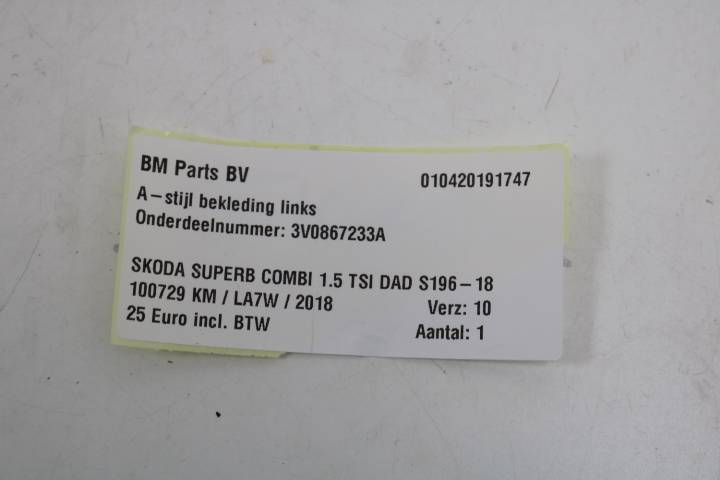 BM Parts BV 010420191747
A-stijl bekleding links
Onderdeelnummer: 3V0867233A
SKODA SUPERB COMBI 1.5 TSI DAD S196-18
100729 KM / LA7W / 2018 Verz: 10
25 Euro incl. BTW Aantal: 1